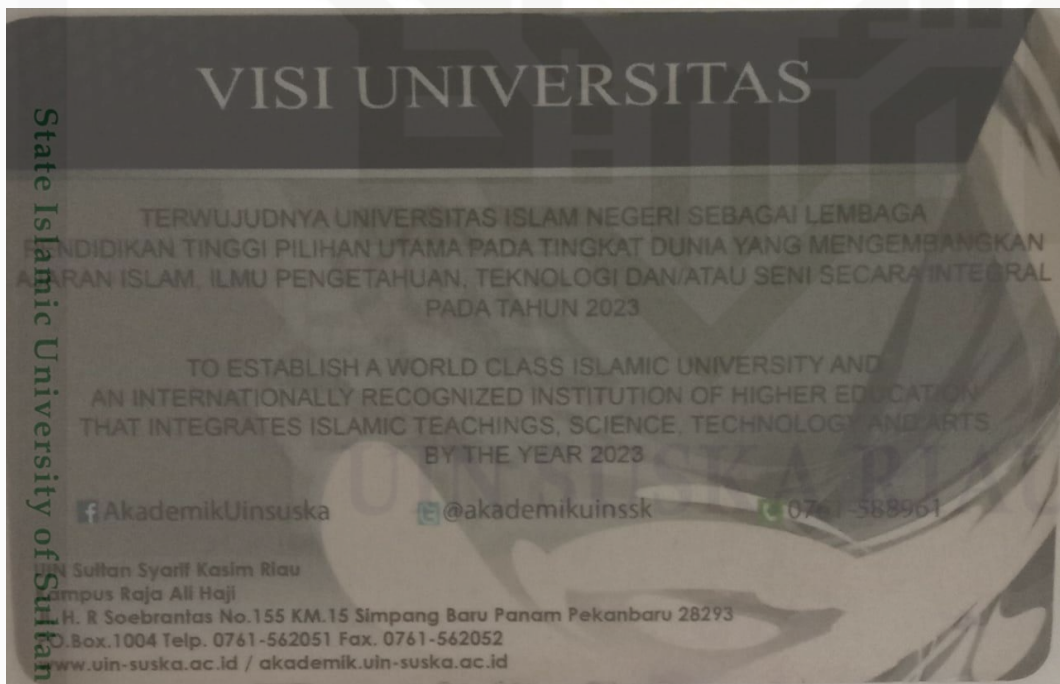 VISI UNIVERSITAS
TERWUJUDNYA UNIVERSITAS ISLAM NEGERI SEBAGAI LEMBAGA
PENDIDIKAN TINGGI PILIHAN UTAMA PADA TINGKAT DUNIA YANG MENGEMBANGKAN
AJARAN ISLAM, ILMU PENGETAHUAN, TEKNOLOGI DAN/ATAU SENI SECARA INTEGRAL
PADA TAHUN 2023
TO ESTABLISH A WORLD CLASS ISLAMIC UNIVERSITY AND
AN INTERNATIONALLY RECOGNIZED INSTITUTION OF HIGHER EDUCATION
THAT INTEGRATES ISLAMIC TEACHINGS, SCIENCE, TECHNOLOGY AND ARTS
BY THE YEAR 2023
UIN SUSKA RIAU
AkademikUinsuska @akademikuinssk 0761-588961
UIN Sultan Syarif Kasim Riau
Kampus Raja Ali Haji
H. R Soebrantas No.155 KM.15 Simpang Baru Panam Pekanbaru 28293
P.O.Box.1004 Telp. 0761-562051 Fax. 0761-562052
www.uin-suska.ac.id / akademik.uin-suska.ac.id
State Islamic University of Sultan